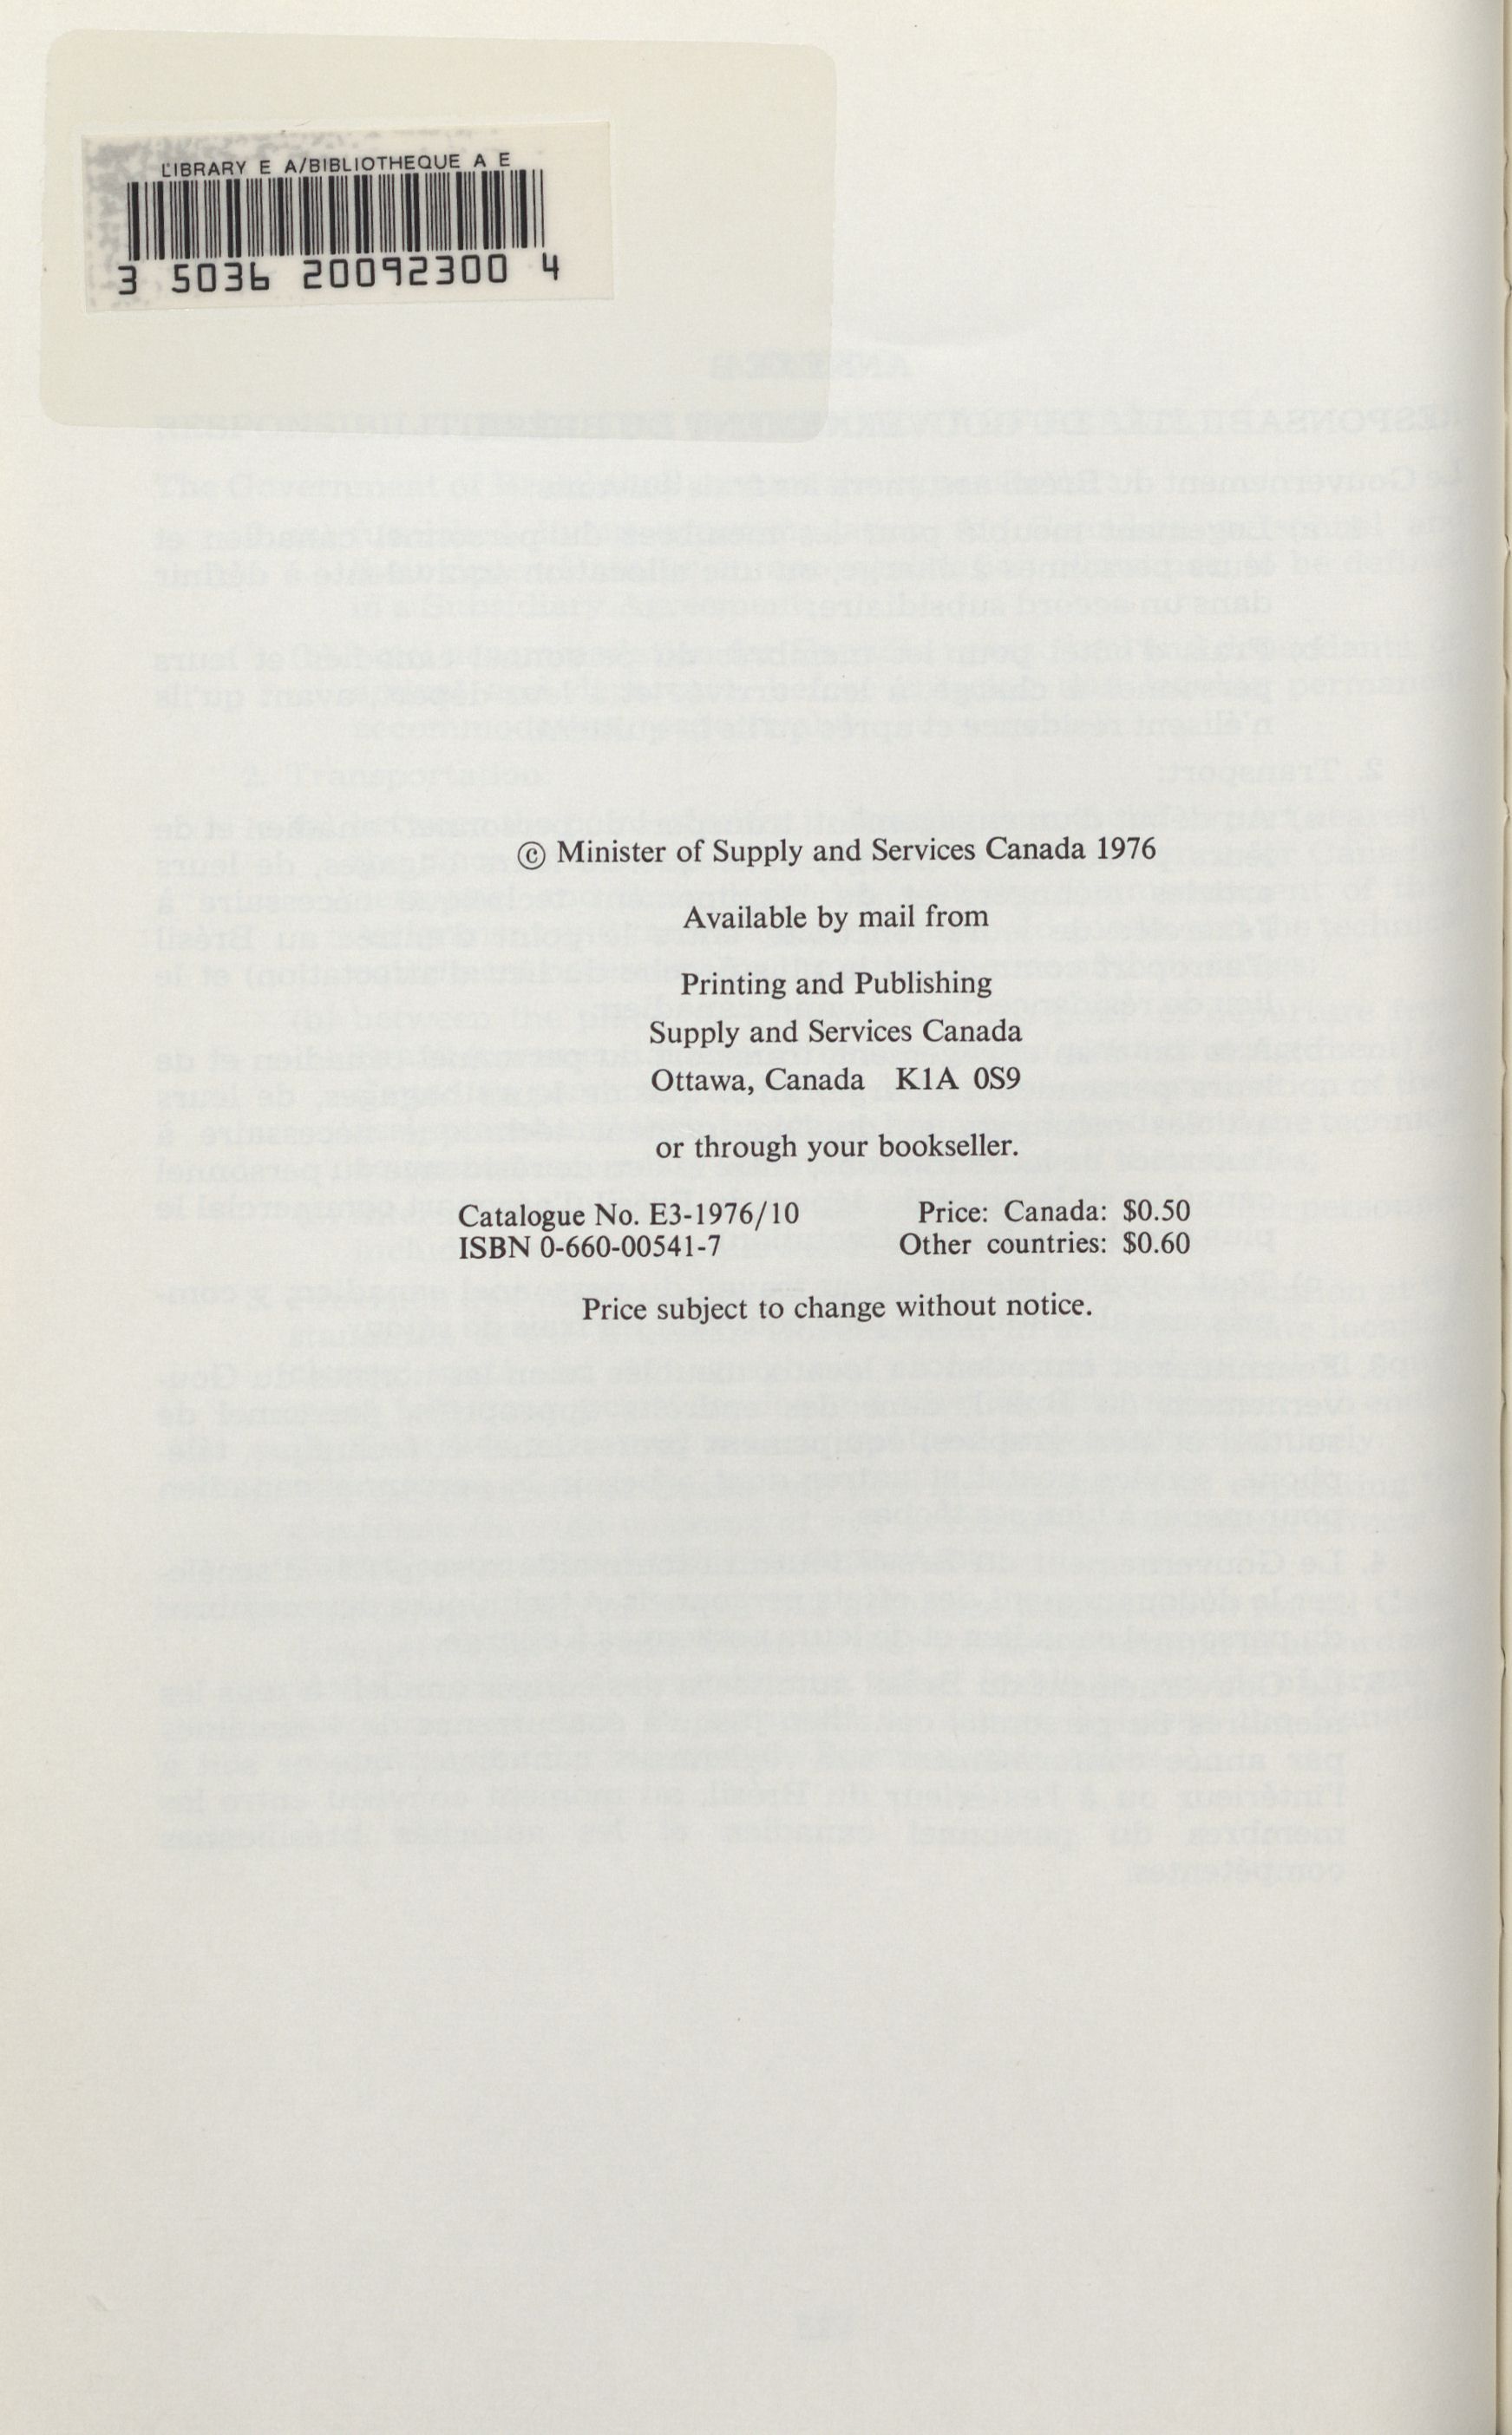 LIBRARY E A/BIBLIOTHEQUE A E
3 5036 20092300 4
© Minister of Supply and Services Canada 1976
Available by mail from
Printing and Publishing
Supply and Services Canada
Ottawa, Canada K1A 0S9
or through your bookseller.
Catalogue No. E3-1976/10 Price: Canada: $0.50
ISBN 0-660-00541-7 Other countries: $0.60
Price subject to change without notice.